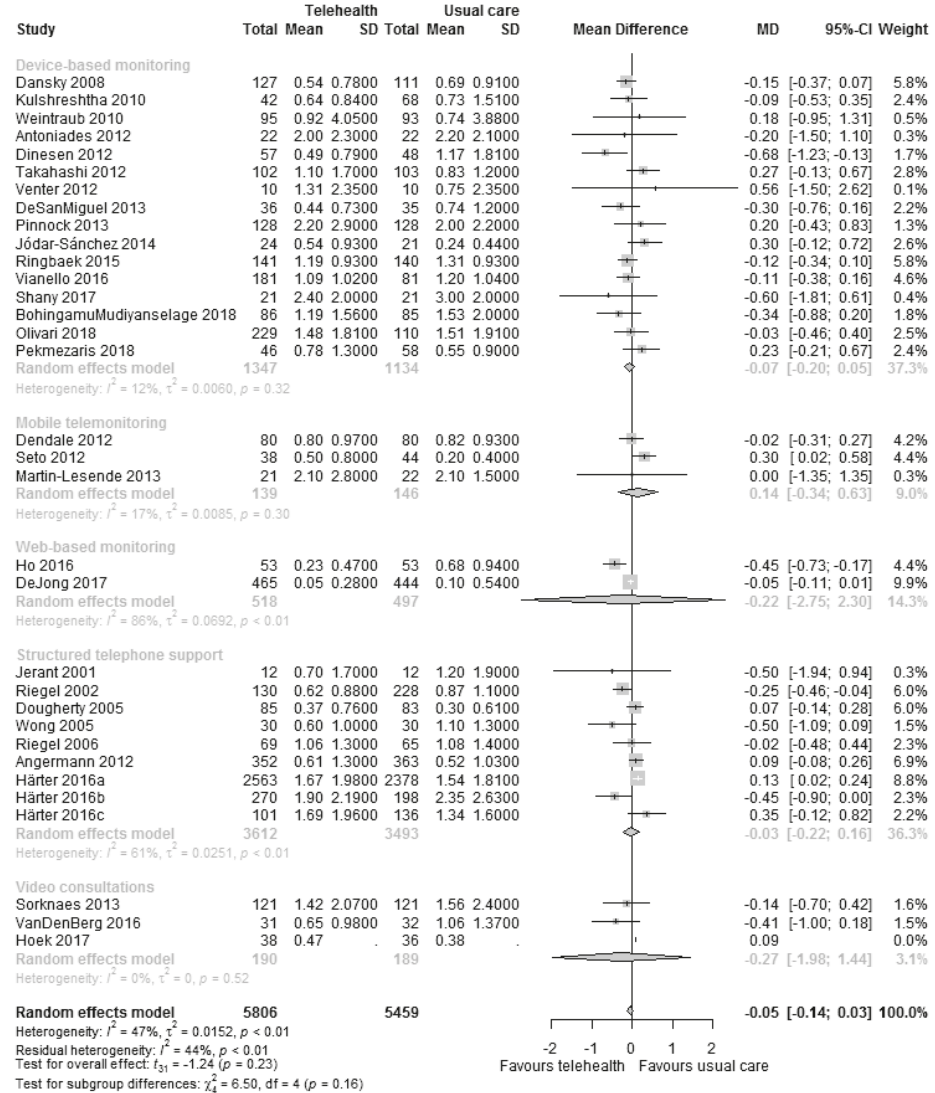 Telehealth Usual care
Study Total Mean SD Total Mean SD Mean Difference MD 95%-CI Weight
Device-based monitoring
Dansky 2008 127 0.54 0.7800 111 0.69 0.9100 -0.15 [-0.37; 0.07] 5.8%
Kulshreshtha 2010 42 0.64 0.8400 68 0.73 1.5100 -0.09 [-0.53; 0.35] 2.4%
Weintraub 2010 95 0.92 4.0500 93 0.74 3.8800 0.18 [-0.95; 1.31] 0.5%
Antoniades 2012 22 2.00 2.3000 22 2.20 2.1000 -0.20 [-1.50; 1.10] 0.3%
Dinesen 2012 57 0.49 0.7900 48 1.17 1.8100 -0.68 [-1.23; -0.13] 1.7%
Takahashi 2012 102 1.10 1.7000 103 0.83 1.2000 0.27 [-0.13; 0.67] 2.8%
Venter 2012 10 1.31 2.3500 10 0.75 2.3500 0.56 [-1.50; 2.62] 0.1%
DeSanMiguel 2013 36 0.44 0.7300 35 0.74 1.2000 -0.30 [-0.76; 0.16] 2.2%
Pinnock 2013 128 2.20 2.9000 128 2.00 2.2000 0.20 [-0.43; 0.83] 1.3%
Jódar-Sánchez 2014 24 0.54 0.9300 21 0.24 0.4400 0.30 [-0.12; 0.72] 2.6%
Ringbaek 2015 141 1.19 0.9300 140 1.31 0.9300 -0.12 [-0.34; 0.10] 5.9%
Vianello 2016 181 1.09 1.0200 81 1.20 1.0400 -0.11 [-0.38; 0.16] 4.6%
Shany 2017 21 2.40 2.0000 21 3.00 2.0000 -0.60 [-1.81; 0.61] 0.4%
BohingamuMudiyanselage 2018 86 1.19 1.5600 85 1.53 2.0000 -0.34 [-0.88; 0.20] 1.8%
Olivari 2018 229 1.48 1.8100 110 1.51 1.9100 -0.03 [-0.46; 0.40] 2.5%
Pekmezaris 2018 46 0.78 1.3000 58 0.55 0.9000 0.23 [-0.21; 0.67] 2.4%
Random effects model 1347 1134 -0.07 [-0.20; 0.05] 37.3%
Heterogeneity: I² = 12%, τ² = 0.0060, p = 0.32
Mobile telemonitoring
Dendale 2012 80 0.80 0.9700 80 0.82 0.9300 -0.02 [-0.31; 0.27] 4.2%
Seto 2012 38 0.50 0.8000 44 0.20 0.4000 0.30 [ 0.02; 0.58] 4.4%
Martin-Lesende 2013 21 2.10 2.8000 22 2.10 1.5000 0.00 [-1.35; 1.35] 0.3%
Random effects model 139 146 0.14 [-0.34; 0.63] 9.0%
Heterogeneity: I² = 17%, τ² = 0.0085, p = 0.30
Web-based monitoring
Ho 2016 53 0.23 0.4700 53 0.68 0.9400 -0.45 [-0.73; -0.17] 4.4%
DeJong 2017 465 0.05 0.2800 444 0.10 0.5400 -0.05 [-0.11; 0.01] 9.9%
Random effects model 518 497 -0.22 [-2.75; 2.30] 14.3%
Heterogeneity: I² = 86%, τ² = 0.0692, p < 0.01
Structured telephone support
Jerant 2001 12 0.70 1.7000 12 1.20 1.9000 -0.50 [-1.94; 0.94] 0.3%
Riegel 2002 130 0.62 0.8800 228 0.87 1.1000 -0.25 [-0.46; -0.04] 6.0%
Dougherty 2005 85 0.37 0.7600 83 0.30 0.6100 0.07 [-0.14; 0.28] 6.0%
Wong 2005 30 0.60 1.0000 30 1.10 1.3000 -0.50 [-1.09; 0.09] 1.5%
Riegel 2006 69 1.06 1.3000 65 1.08 1.4000 -0.02 [-0.48; 0.44] 2.3%
Angermann 2012 352 0.61 1.3000 363 0.52 1.0300 0.09 [-0.08; 0.26] 6.9%
Härter 2016a 2563 1.67 1.9800 2378 1.54 1.8100 0.13 [ 0.02; 0.24] 8.8%
Härter 2016b 270 1.90 2.1900 198 2.35 2.6300 -0.45 [-0.90; 0.00] 2.3%
Härter 2016c 101 1.69 1.9600 136 1.34 1.6000 0.35 [-0.12; 0.82] 2.2%
Random effects model 3612 3493 -0.03 [-0.22; 0.16] 36.3%
Heterogeneity: I² = 61%, τ² = 0.0251, p < 0.01
Video consultations
Sorknaes 2013 121 1.42 2.0700 121 1.56 2.4000 -0.14 [-0.70; 0.42] 1.6%
VanDenBerg 2016 31 0.65 0.9800 32 1.06 1.3700 -0.41 [-1.00; 0.18] 1.5%
Hoek 2017 38 0.47 . 36 0.38 . 0.09 0.0%
Random effects model 190 189 -0.27 [-1.98; 1.44] 3.1%
Heterogeneity: I² = 0%, τ² = 0, p = 0.52
Random effects model 5806 5459 -0.05 [-0.14; 0.03] 100.0%
Heterogeneity: I² = 47%, τ² = 0.0152, p < 0.01
Residual heterogeneity: I² = 44%, p < 0.01
Test for overall effect: t₃₁ = -1.24 (p = 0.23)
Test for subgroup differences: χ²₄ = 6.50, df = 4 (p = 0.16)
-2 -1 0 1 2
Favours telehealth Favours usual care